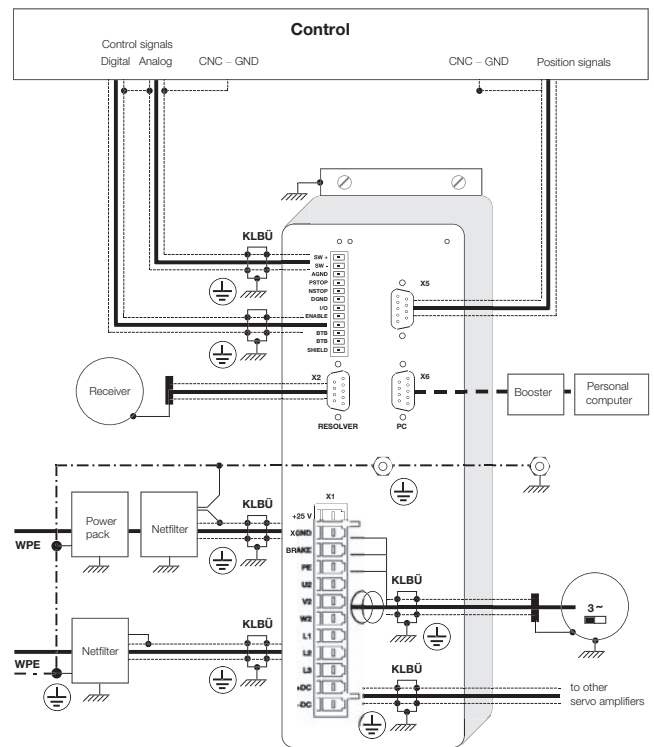 Control
Control signals
Digital Analog CNC – GND CNC – GND Position signals
KLBÜ
SW +
SW -
AGND
PSTOP
NSTOP
DGND
I/O
ENABLE
BTB
BTB
SHIELD
X5
KLBÜ
Receiver
X2
RESOLVER
X6
PC
Booster
Personal
computer
Power
pack
Netfilter
WPE
KLBÜ
X1
+25 V
XGND
BRAKE
PE
U2
V2
W2
L1
L2
L3
+DC
-DC
KLBÜ
3~
Netfilter
WPE
KLBÜ
KLBÜ
to other
servo amplifiers